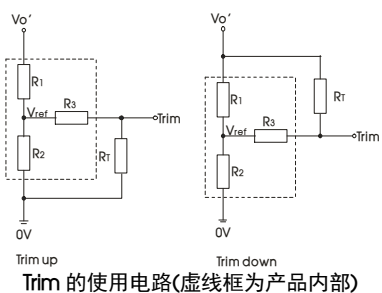 Vo′
Vo′
R1
R3
Vref
Trim
R2
RT
0V
R1
RT
R3
Vref
Trim
R2
0V
Trim up
Trim down
Trim 的使用电路(虚线框为产品内部)